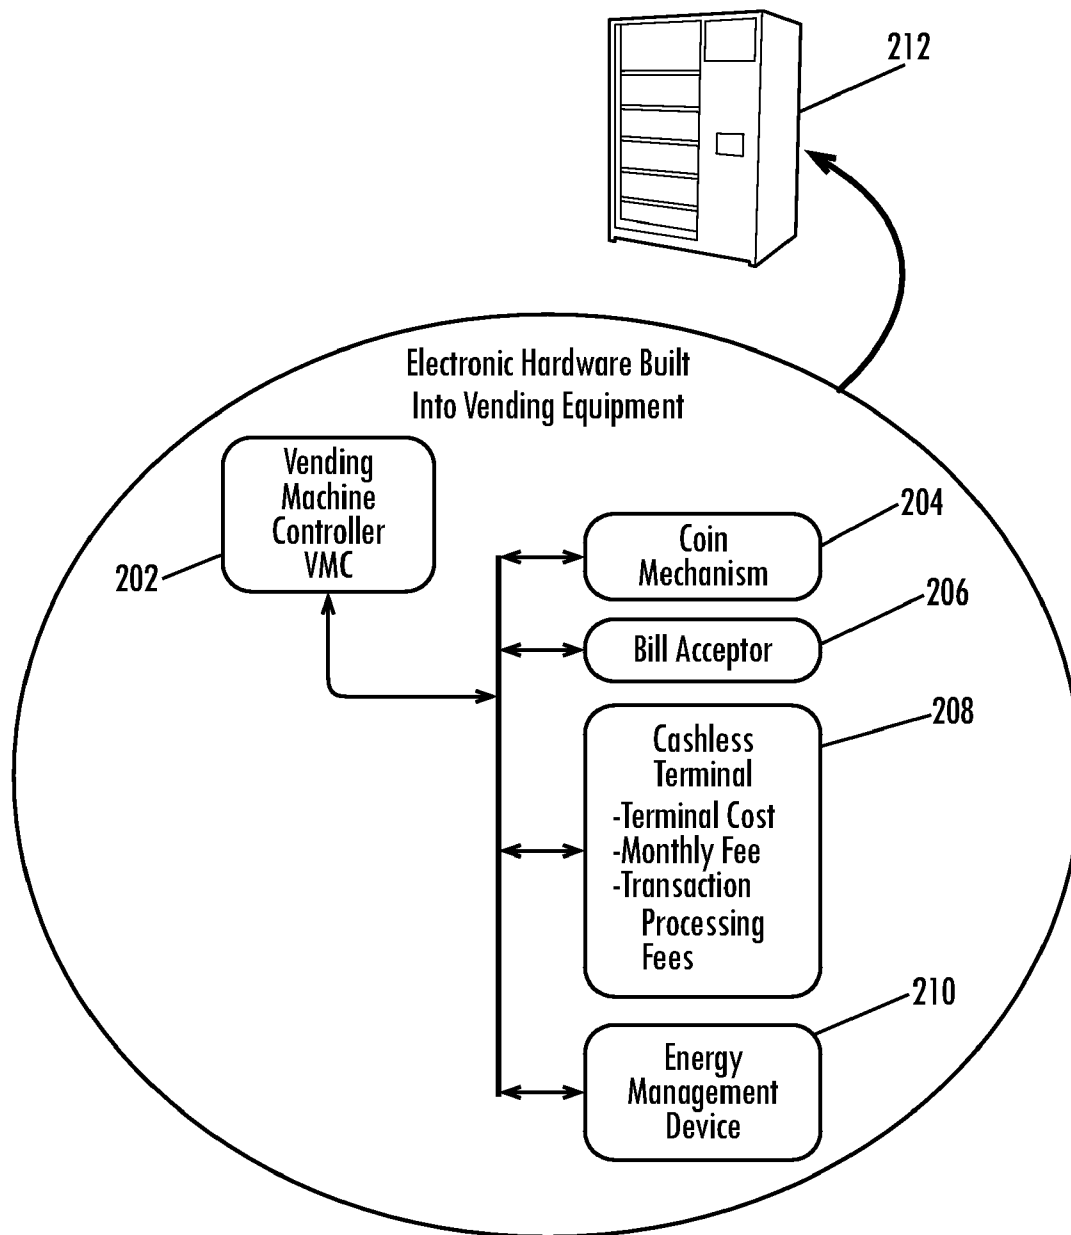 212
Electronic Hardware Built
Into Vending Equipment
Vending
Machine
Controller
VMC
202
204
Coin
Mechanism
206
Bill Acceptor
208
Cashless
Terminal
-Terminal Cost
-Monthly Fee
-Transaction
Processing
Fees
210
Energy
Management
Device